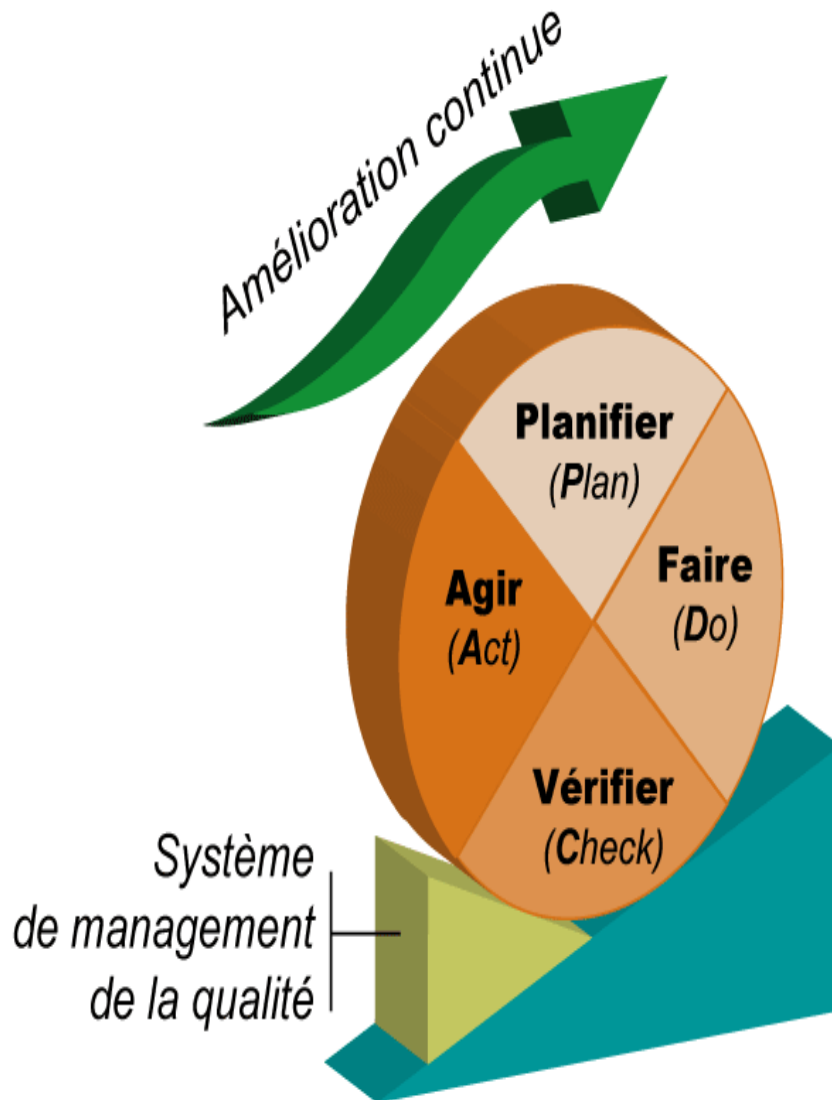 Amélioration continue
Planifier
(Plan)
Faire
(Do)
Agir
(Act)
Vérifier
(Check)
Système
de management
de la qualité